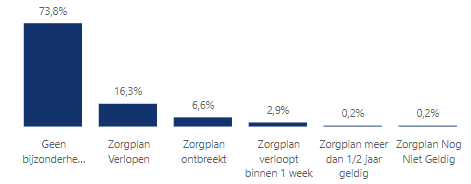 73,8%
16,3%
6,6%
2,9%
0,2%
0,2%
Geen
bijzonderhe...
Zorgplan
Verlopen
Zorgplan
ontbreekt
Zorgplan
verloopt
binnen 1 week
Zorgplan meer
dan 1/2 jaar
geldig
Zorgplan Nog
Niet Geldig